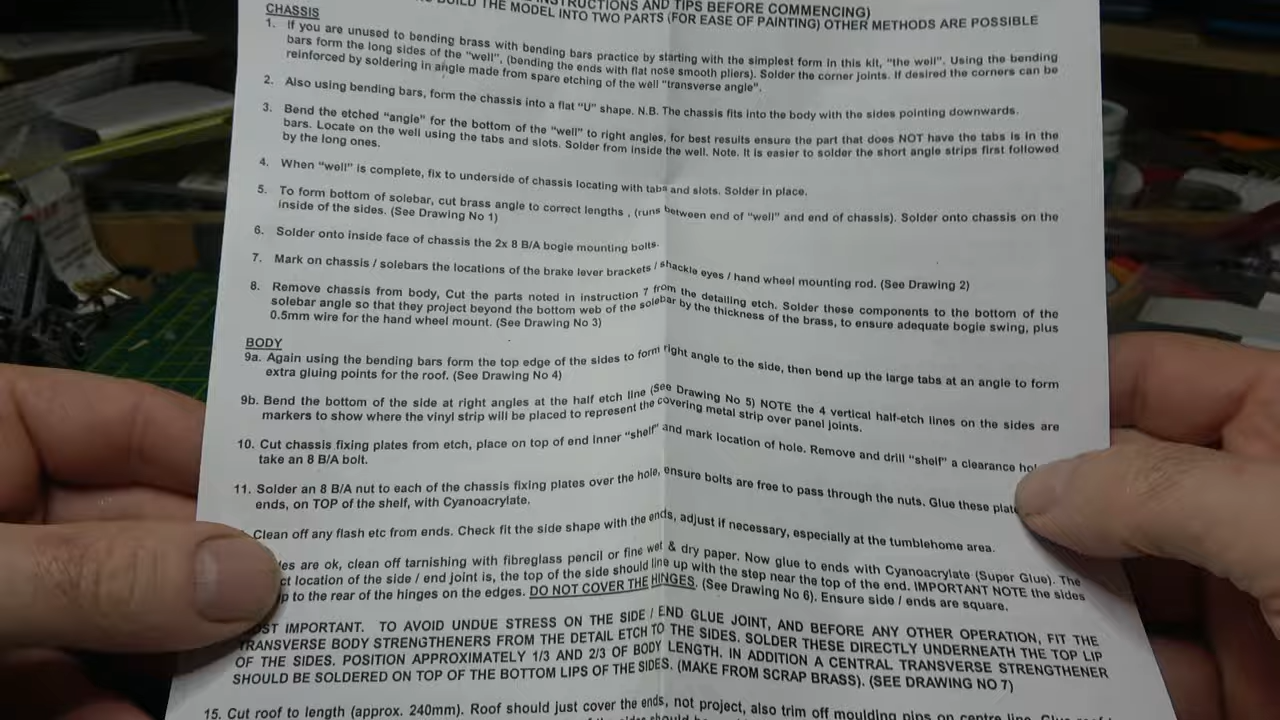 INSTRUCTIONS AND TIPS BEFORE COMMENCING)
BUILD THE MODEL INTO TWO PARTS (FOR EASE OF PAINTING) OTHER METHODS ARE POSSIBLE
CHASSIS
1. If you are unused to bending brass with bending bars practice by starting with the simplest form in this kit, "the well". Using the bending
bars form the long sides of the "well", (bending the ends with flat nose smooth pliers). Solder the corner joints. If desired the corners can be
reinforced by soldering in angle made from spare etching of the well "transverse angle".
2. Also using bending bars, form the chassis into a flat "U" shape. N.B. The chassis fits into the body with the sides pointing downwards.
3. Bend the etched "angle" for the bottom of the "well" to right angles, for best results ensure the part that does NOT have the tabs is in the
bars. Locate on the well using the tabs and slots. Solder from inside the well. Note. It is easier to solder the short angle strips first followed
by the long ones.
4. When "well" is complete, fix to underside of chassis locating with tabs and slots. Solder in place.
5. To form bottom of solebar, cut brass angle to correct lengths , (runs between end of "well" and end of chassis). Solder onto chassis on the
inside of the sides. (See Drawing No 1)
6. Solder onto inside face of chassis the 2x 8 B/A bogie mounting bolts.
7. Mark on chassis / solebars the locations of the brake lever brackets / shackle eyes / hand wheel mounting rod. (See Drawing 2)
8. Remove chassis from body, Cut the parts noted in instruction 7 from the detailing etch. Solder these components to the bottom of the
solebar angle so that they project beyond the bottom web of the solebar by the thickness of the brass, to ensure adequate bogie swing, plus
0.5mm wire for the hand wheel mount. (See Drawing No 3)
BODY
9a. Again using the bending bars form the top edge of the sides to form right angle to the side, then bend up the large tabs at an angle to form
extra gluing points for the roof. (See Drawing No 4)
9b. Bend the bottom of the side at right angles at the half etch line (See Drawing No 5) NOTE the 4 vertical half-etch lines on the sides are
markers to show where the vinyl strip will be placed to represent the covering metal strip over panel joints.
10. Cut chassis fixing plates from etch, place on top of end inner "shelf" and mark location of hole. Remove and drill "shelf" a clearance
take an 8 B/A bolt.
11. Solder an 8 B/A nut to each of the chassis fixing plates over the hole, ensure bolts are free to pass through the nuts. Glue these
ends, on TOP of the shelf, with Cyanoacrylate.
Clean off any flash etc from ends. Check fit the side shape with the ends, adjust if necessary, especially at the tumblehome area.
are ok, clean off tarnishing with fibreglass pencil or fine wet & dry paper. Now glue to ends with Cyanoacrylate (Super Glue). The
location of the side / end joint is, the top of the side should line up with the step near the top of the end. IMPORTANT NOTE the sides
to the rear of the hinges on the edges. DO NOT COVER THE HINGES. (See Drawing No 6). Ensure side / ends are square.
IMPORTANT. TO AVOID UNDUE STRESS ON THE SIDE / END GLUE JOINT, AND BEFORE ANY OTHER OPERATION, FIT THE
TRANSVERSE BODY STRENGTHENERS FROM THE DETAIL ETCH TO THE SIDES. SOLDER THESE DIRECTLY UNDERNEATH THE TOP LIP
OF THE SIDES. POSITION APPROXIMATELY 1/3 AND 2/3 OF BODY LENGTH. IN ADDITION A CENTRAL TRANSVERSE STRENGTHENER
SHOULD BE SOLDERED ON TOP OF THE BOTTOM LIPS OF THE SIDES. (MAKE FROM SCRAP BRASS). (SEE DRAWING NO 7)
15. Cut roof to length (approx. 240mm). Roof should just cover the ends, not project, also trim off moulding pips on centre line.